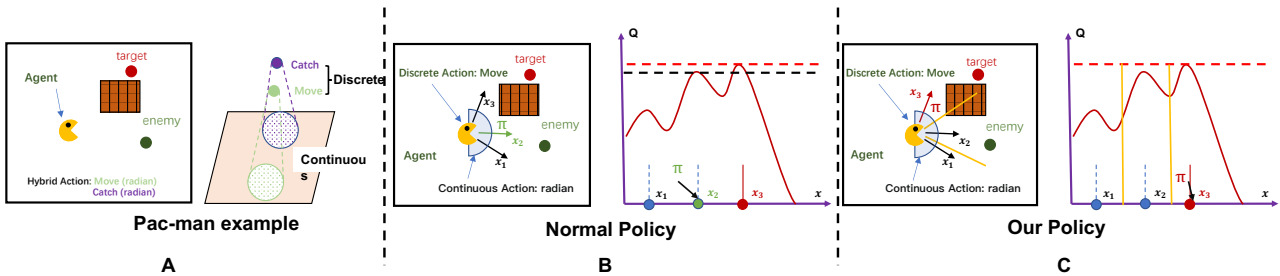 target
Agent
enemy
Hybrid Action: Move (radian)
Catch (radian)
Catch
Discrete
Move
Continuou
s
Pac-man example
A
target
Discrete Action: Move
x₃
π
x₂
x₁
enemy
Agent
Continuous Action: radian
Q
π
x₁
x₂
x₃
x
Normal Policy
B
target
Discrete Action: Move
x₃
π
x₂
x₁
enemy
Agent
Continuous Action: radian
Q
x₁
x₂
π
x₃
x
Our Policy
C